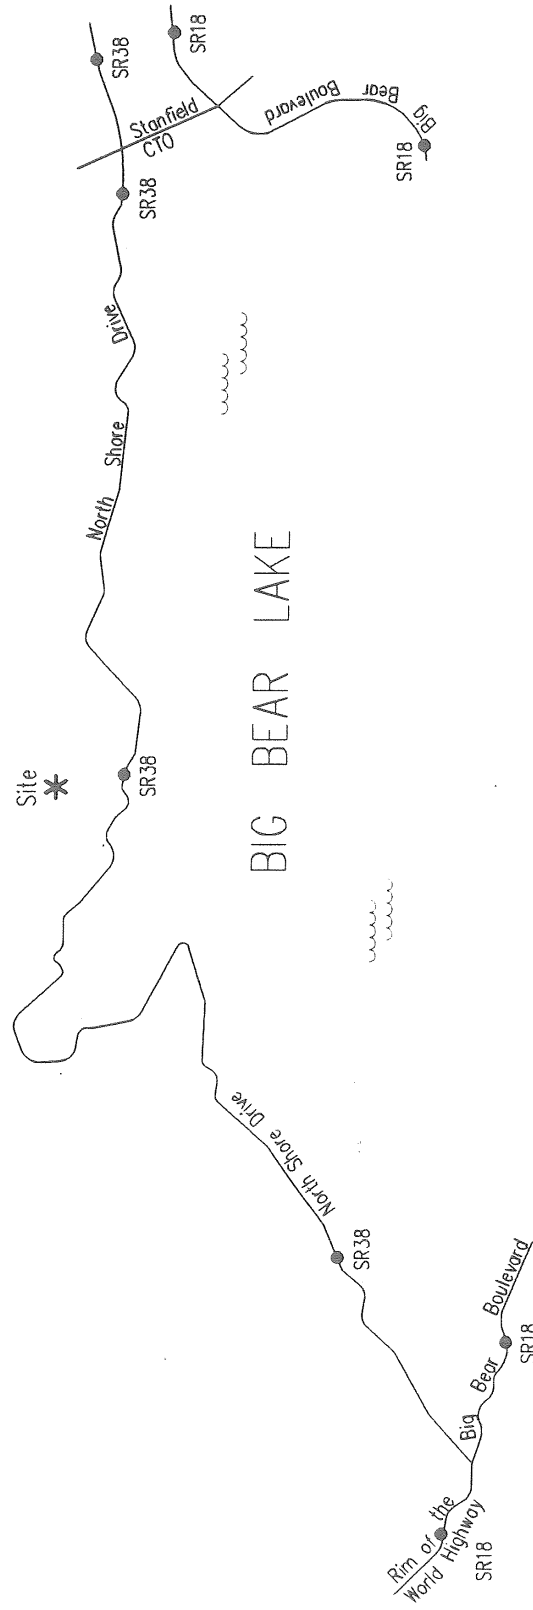 Site
SR38
SR18
Stanfield
CTO
SR38
Big Bear Boulevard
SR18
North Shore Drive
SR38
BIG BEAR LAKE
North Shore Drive
SR38
Rim of the
World Highway
SR18
Big Bear Boulevard
SR18